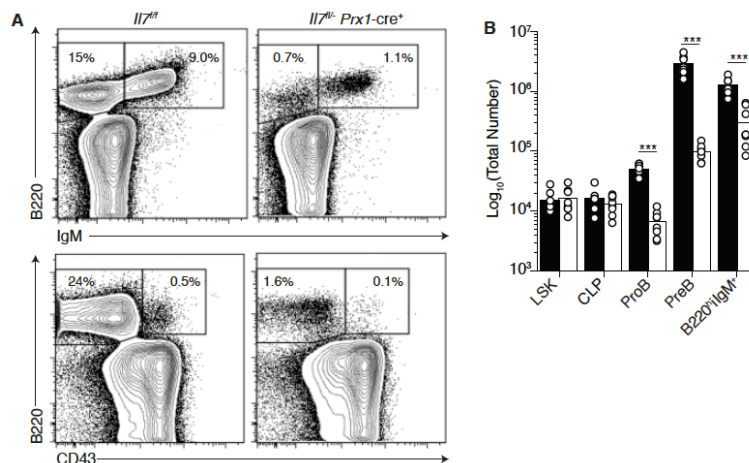 A
Il7f/f
Il7f/- Prx1-cre+
15%
9.0%
0.7%
1.1%
B220
IgM
24%
0.5%
1.6%
0.1%
B220
CD43
B
***
***
***
Log10(Total Number)
107
106
105
104
103
LSK
CLP
ProB
PreB
B220hiIgM+